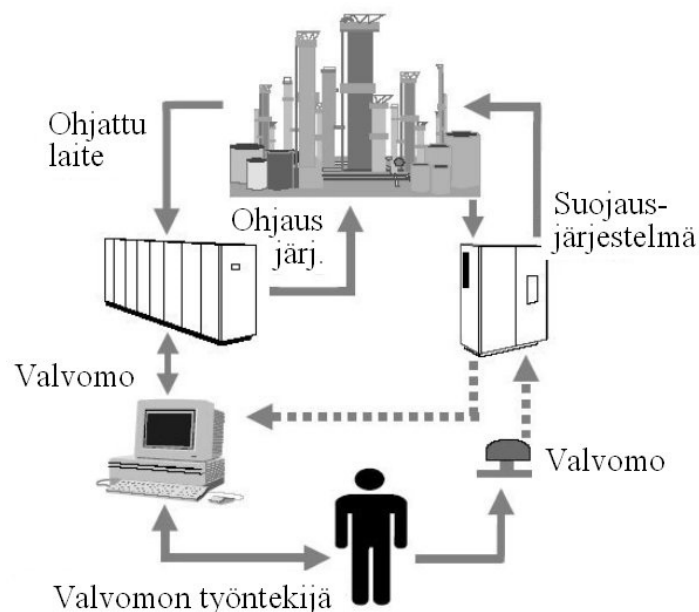 Ohjattu
laite
Ohjaus
järj.
Suojaus-
järjestelmä
Valvomo
Valvomo
Valvomon työntekijä